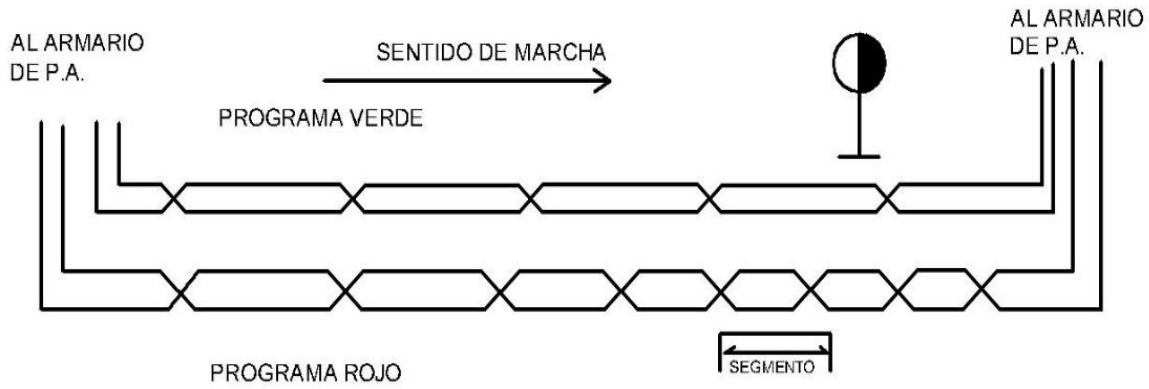 AL ARMARIO
DE P.A.
SENTIDO DE MARCHA
AL ARMARIO
DE P.A.
PROGRAMA VERDE
SEGMENTO
PROGRAMA ROJO